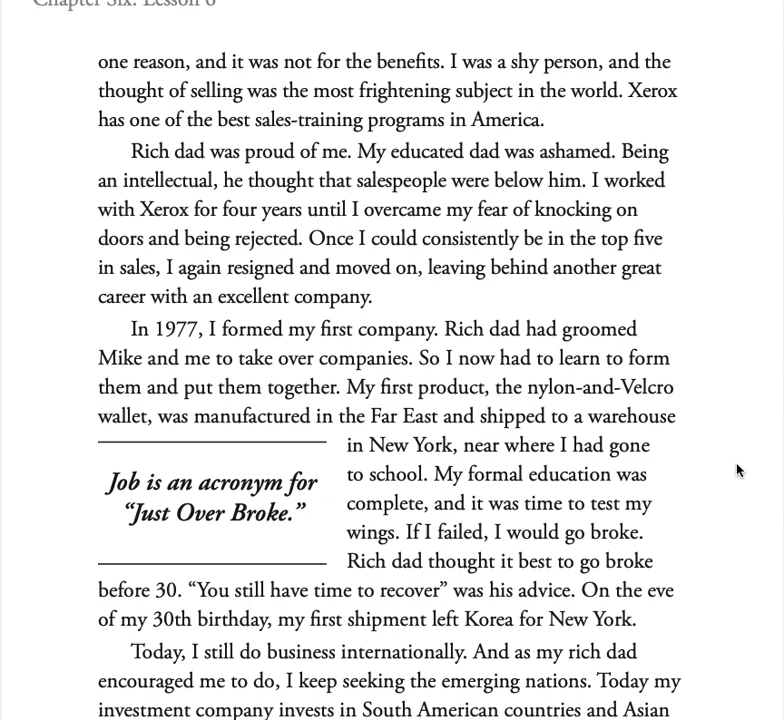 Chapter Six: Lesson 6
one reason, and it was not for the benefits. I was a shy person, and the
thought of selling was the most frightening subject in the world. Xerox
has one of the best sales-training programs in America.
Rich dad was proud of me. My educated dad was ashamed. Being
an intellectual, he thought that salespeople were below him. I worked
with Xerox for four years until I overcame my fear of knocking on
doors and being rejected. Once I could consistently be in the top five
in sales, I again resigned and moved on, leaving behind another great
career with an excellent company.
In 1977, I formed my first company. Rich dad had groomed
Mike and me to take over companies. So I now had to learn to form
them and put them together. My first product, the nylon-and-Velcro
wallet, was manufactured in the Far East and shipped to a warehouse
in New York, near where I had gone
to school. My formal education was
complete, and it was time to test my
wings. If I failed, I would go broke.
Rich dad thought it best to go broke
Job is an acronym for
“Just Over Broke.”
before 30. “You still have time to recover” was his advice. On the eve
of my 30th birthday, my first shipment left Korea for New York.
Today, I still do business internationally. And as my rich dad
encouraged me to do, I keep seeking the emerging nations. Today my
investment company invests in South American countries and Asian